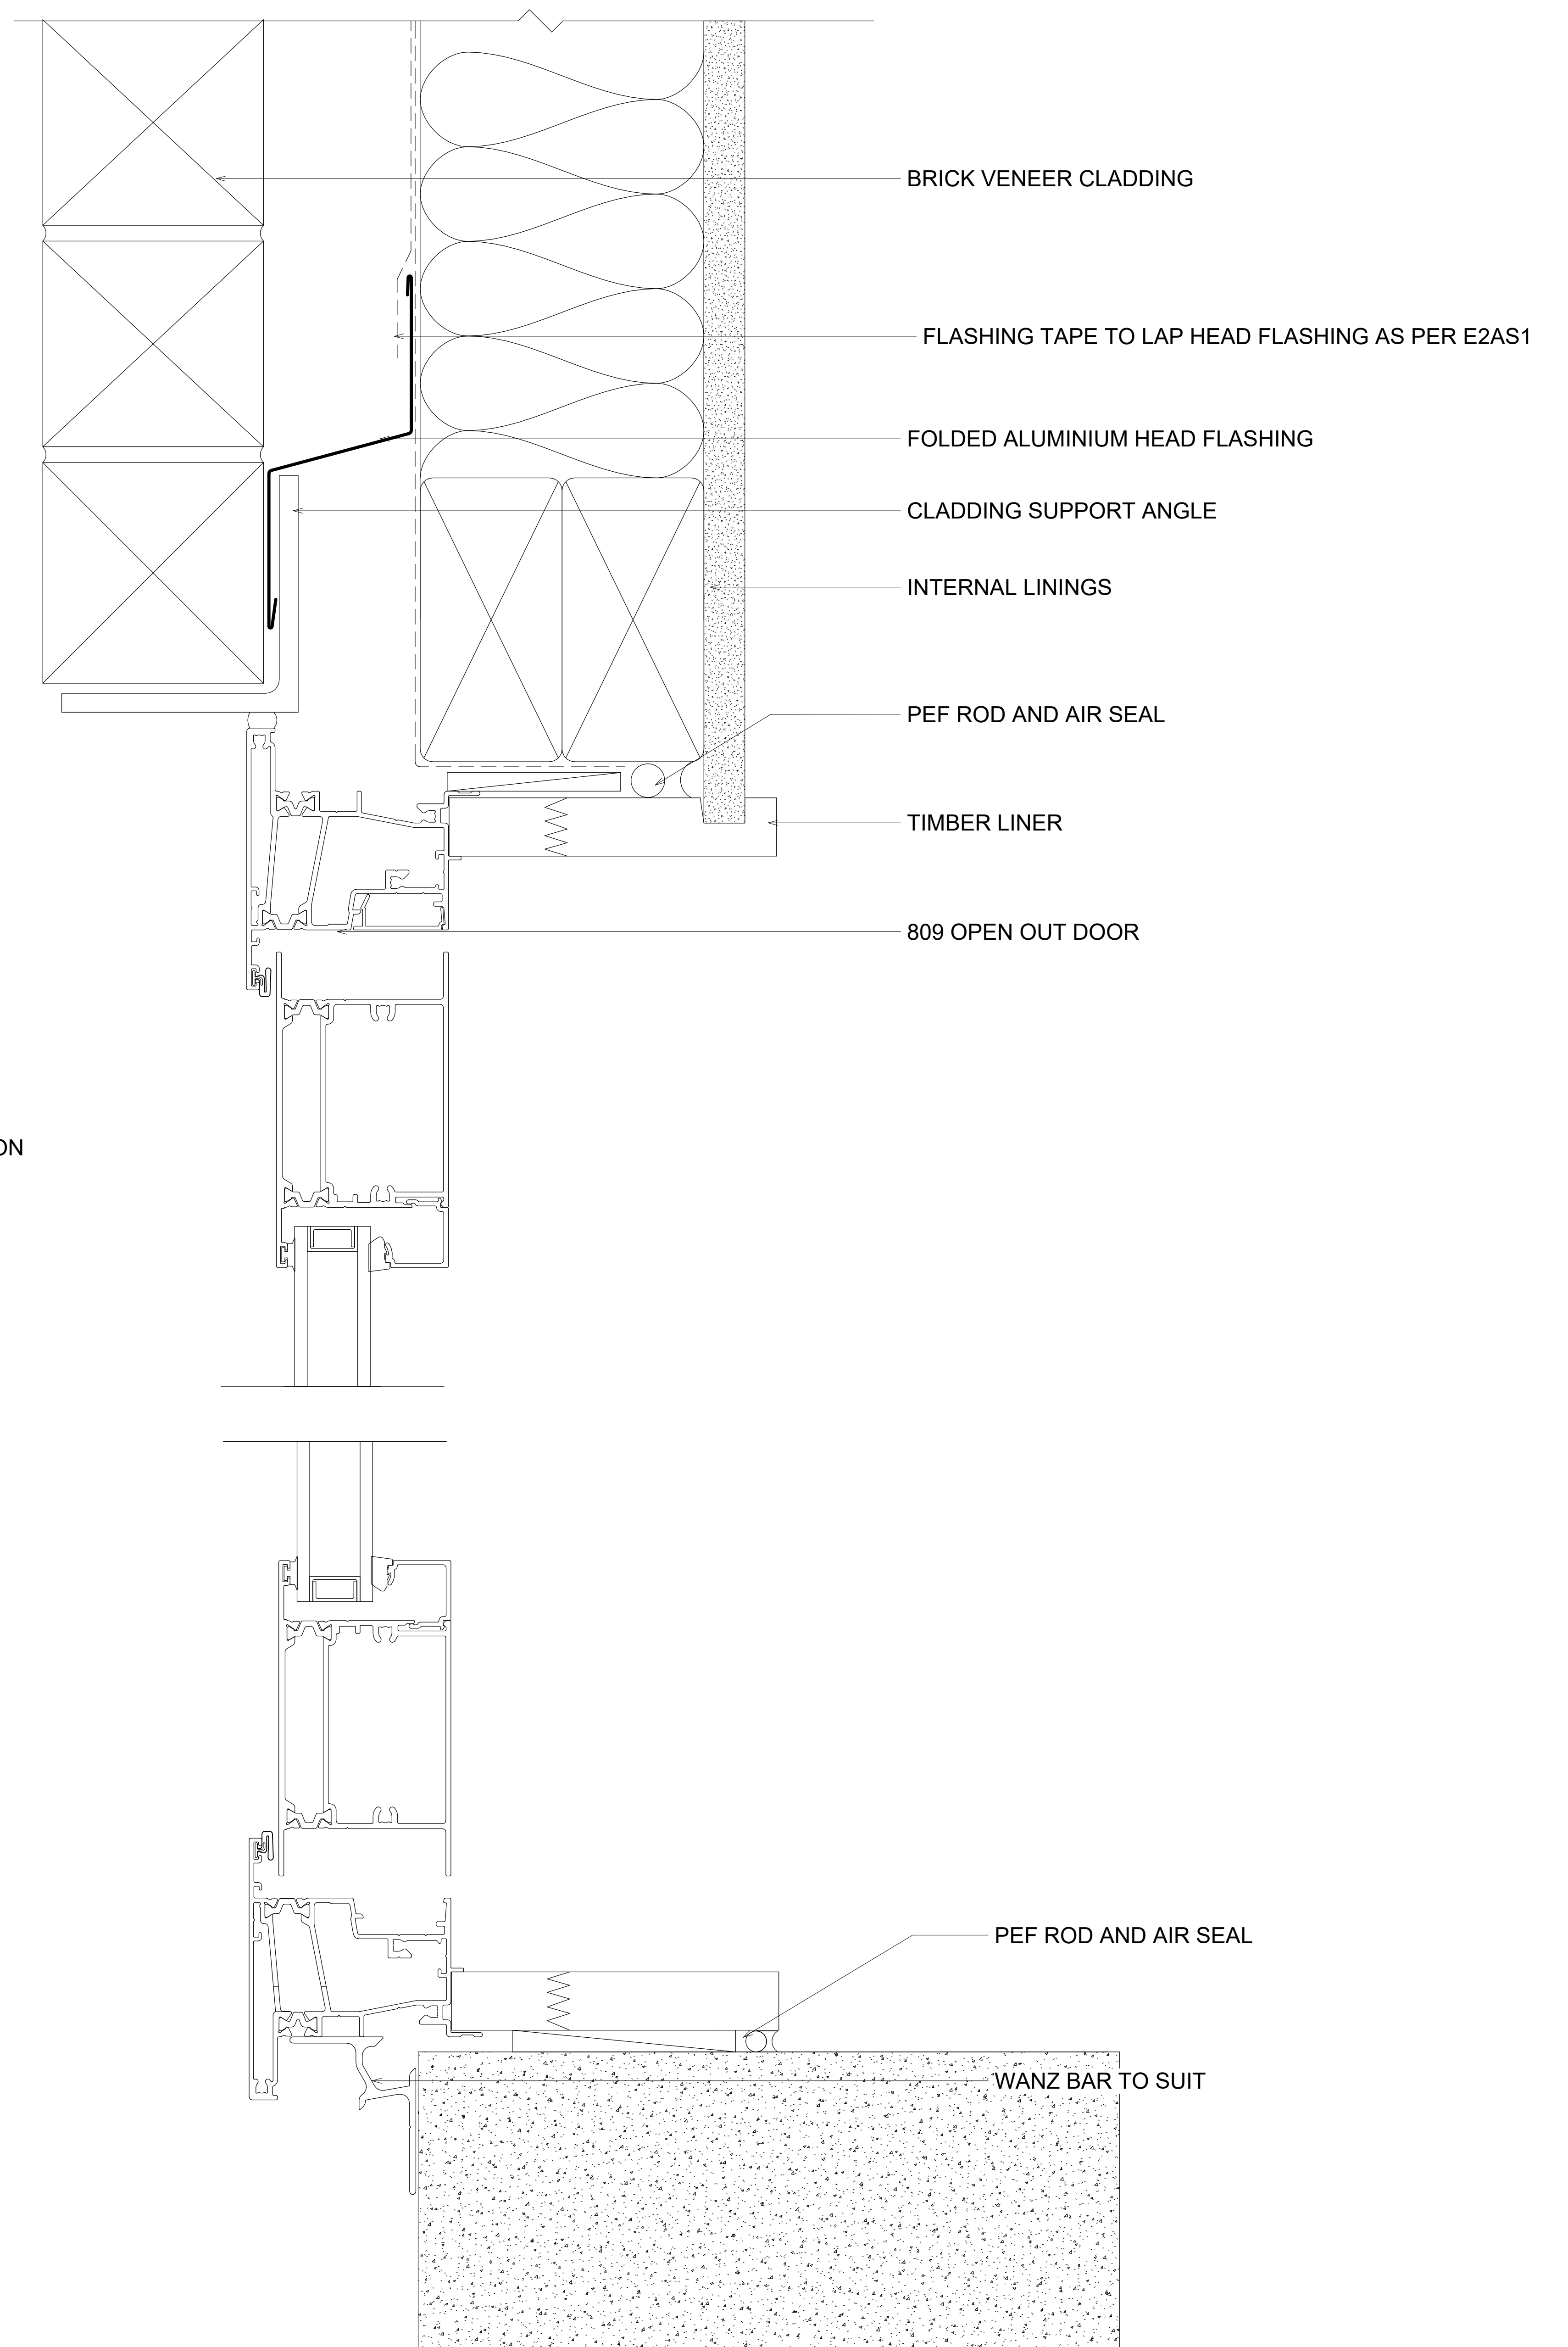 BRICK VENEER CLADDING
FLASHING TAPE TO LAP HEAD FLASHING AS PER E2AS1
FOLDED ALUMINIUM HEAD FLASHING
CLADDING SUPPORT ANGLE
INTERNAL LININGS
PEF ROD AND AIR SEAL
TIMBER LINER
809 OPEN OUT DOOR
ON
PEF ROD AND AIR SEAL
WANZ BAR TO SUIT